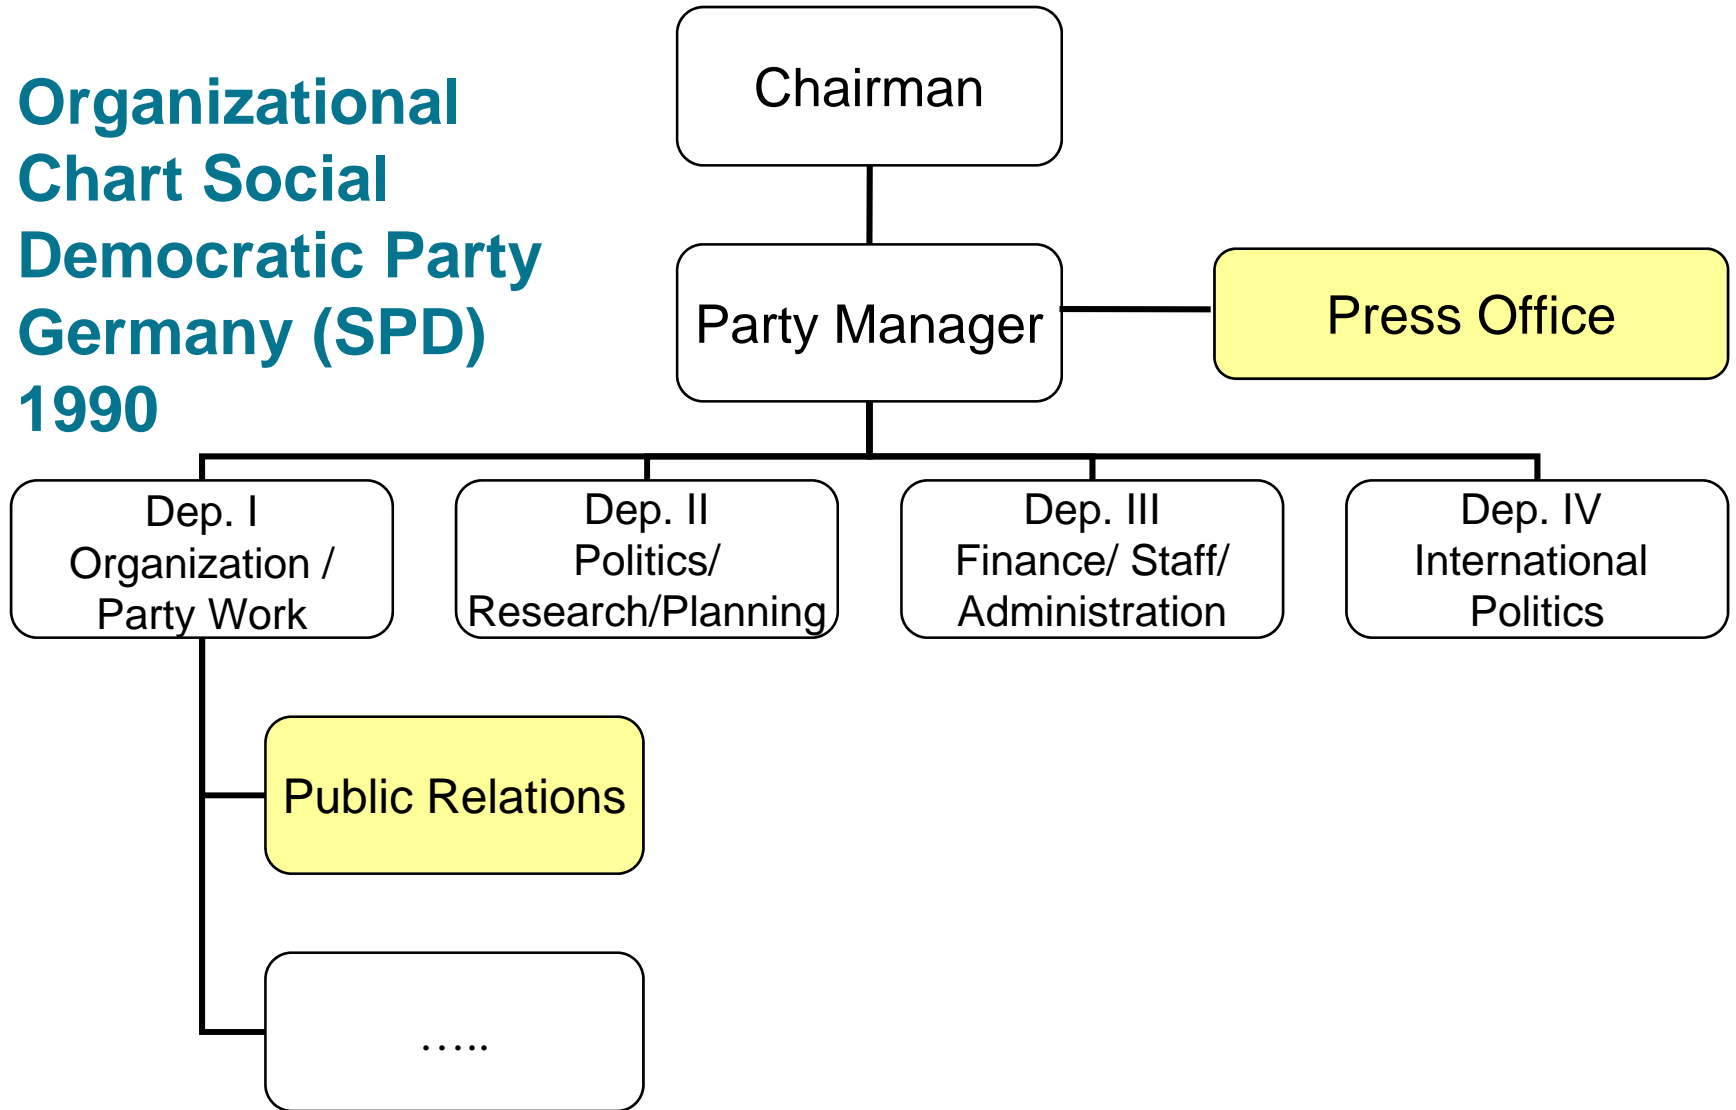 Organizational
Chart Social
Democratic Party
Germany (SPD)
1990
Chairman
Party Manager
Press Office
Dep. I
Organization /
Party Work
Dep. II
Politics/
Research/Planning
Dep. III
Finance/ Staff/
Administration
Dep. IV
International
Politics
Public Relations
…..